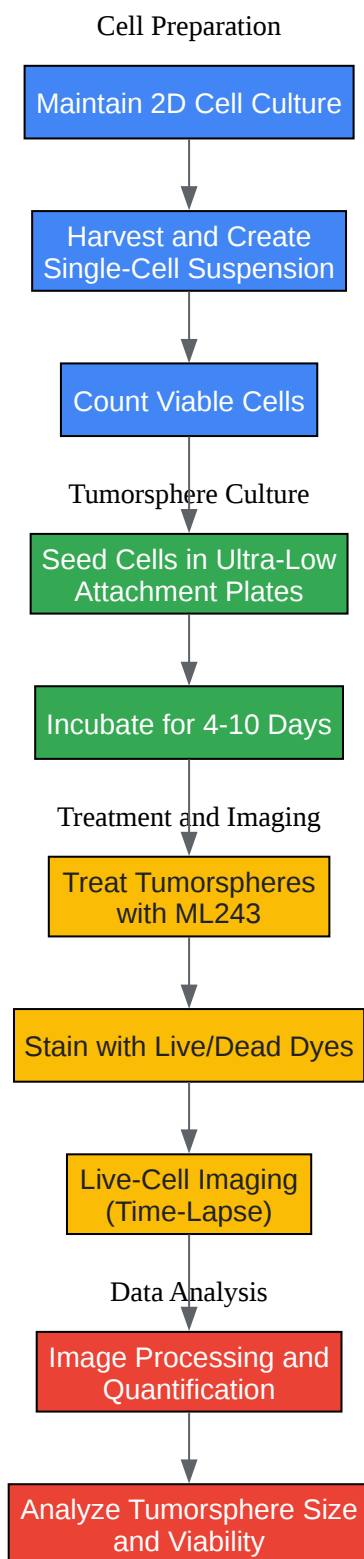 Cell Preparation
Maintain 2D Cell Culture
Harvest and Create
Single-Cell Suspension
Count Viable Cells
Tumorsphere Culture
Seed Cells in Ultra-Low
Attachment Plates
Incubate for 4-10 Days
Treatment and Imaging
Treat Tumorspheres
with ML243
Stain with Live/Dead Dyes
Live-Cell Imaging
(Time-Lapse)
Data Analysis
Image Processing and
Quantification
Analyze Tumorsphere Size
and Viability